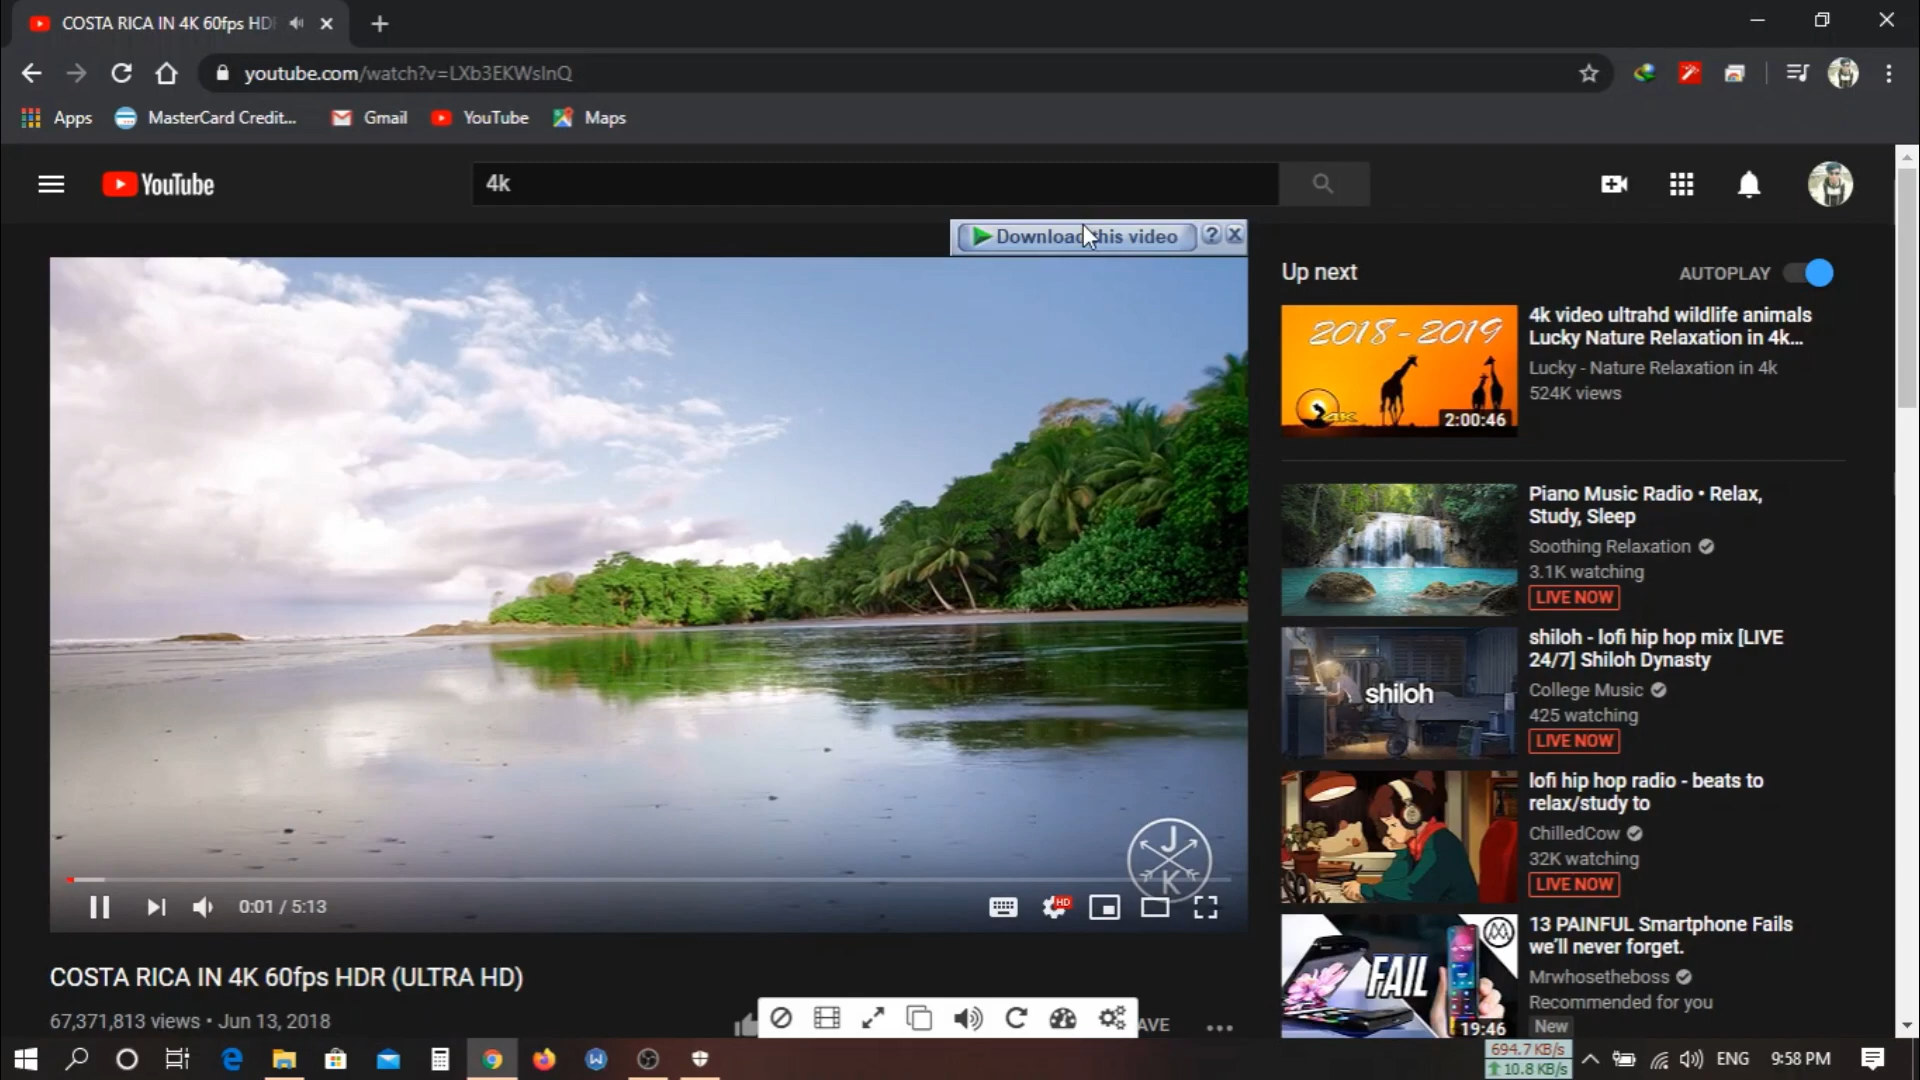 COSTA RICA IN 4K 60fps HD
youtube.com/watch?v=LXb3EKWsInQ
Apps
MasterCard Credit...
Gmail
YouTube
Maps
YouTube
4k
Download this video
?
Up next
AUTOPLAY
2018 - 2019
4K
2:00:46
4k video ultrahd wildlife animals
Lucky Nature Relaxation in 4k...
Lucky - Nature Relaxation in 4k
524K views
Piano Music Radio • Relax,
Study, Sleep
Soothing Relaxation
3.1K watching
LIVE NOW
shiloh
shiloh - lofi hip hop mix [LIVE
24/7] Shiloh Dynasty
College Music
425 watching
LIVE NOW
lofi hip hop radio - beats to
relax/study to
ChilledCow
32K watching
LIVE NOW
FAIL
19:46
13 PAINFUL Smartphone Fails
we'll never forget.
Mrwhosetheboss
Recommended for you
New
J
K
0:01 / 5:13
HD
COSTA RICA IN 4K 60fps HDR (ULTRA HD)
67,371,813 views • Jun 13, 2018
AVE
694.7 KB/s
10.8 KB/s
ENG
9:58 PM